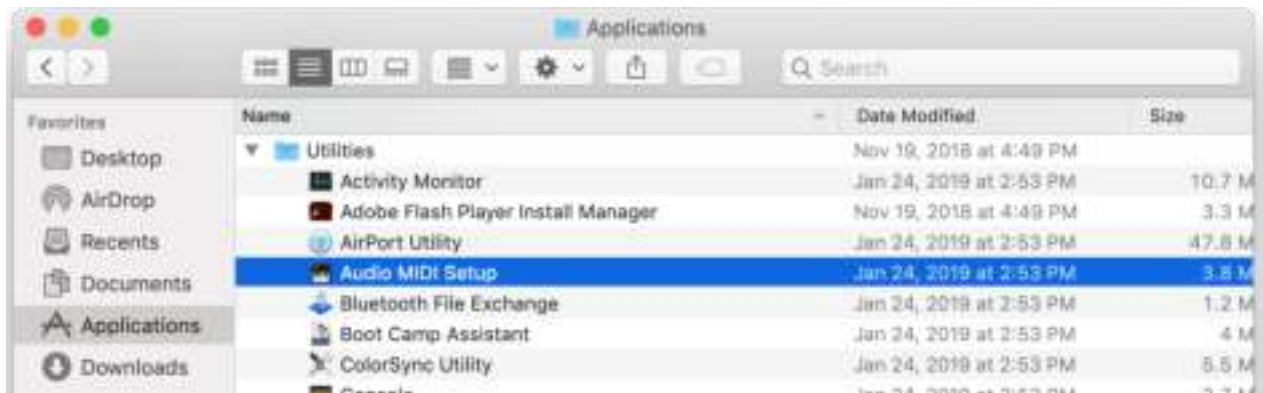 Applications
Search
Favorites
Desktop
AirDrop
Recents
Documents
Applications
Downloads
Name Date Modified Size
Utilities Nov 19, 2018 at 4:49 PM
Activity Monitor Jan 24, 2019 at 2:53 PM 10.7 M
Adobe Flash Player Install Manager Nov 19, 2018 at 4:49 PM 3.3 M
AirPort Utility Jan 24, 2019 at 2:53 PM 47.8 M
Audio MIDI Setup Jan 24, 2019 at 2:53 PM 3.8 M
Bluetooth File Exchange Jan 24, 2019 at 2:53 PM 1.2 M
Boot Camp Assistant Jan 24, 2019 at 2:53 PM 4 M
ColorSync Utility Jan 24, 2019 at 2:53 PM 5.5 M